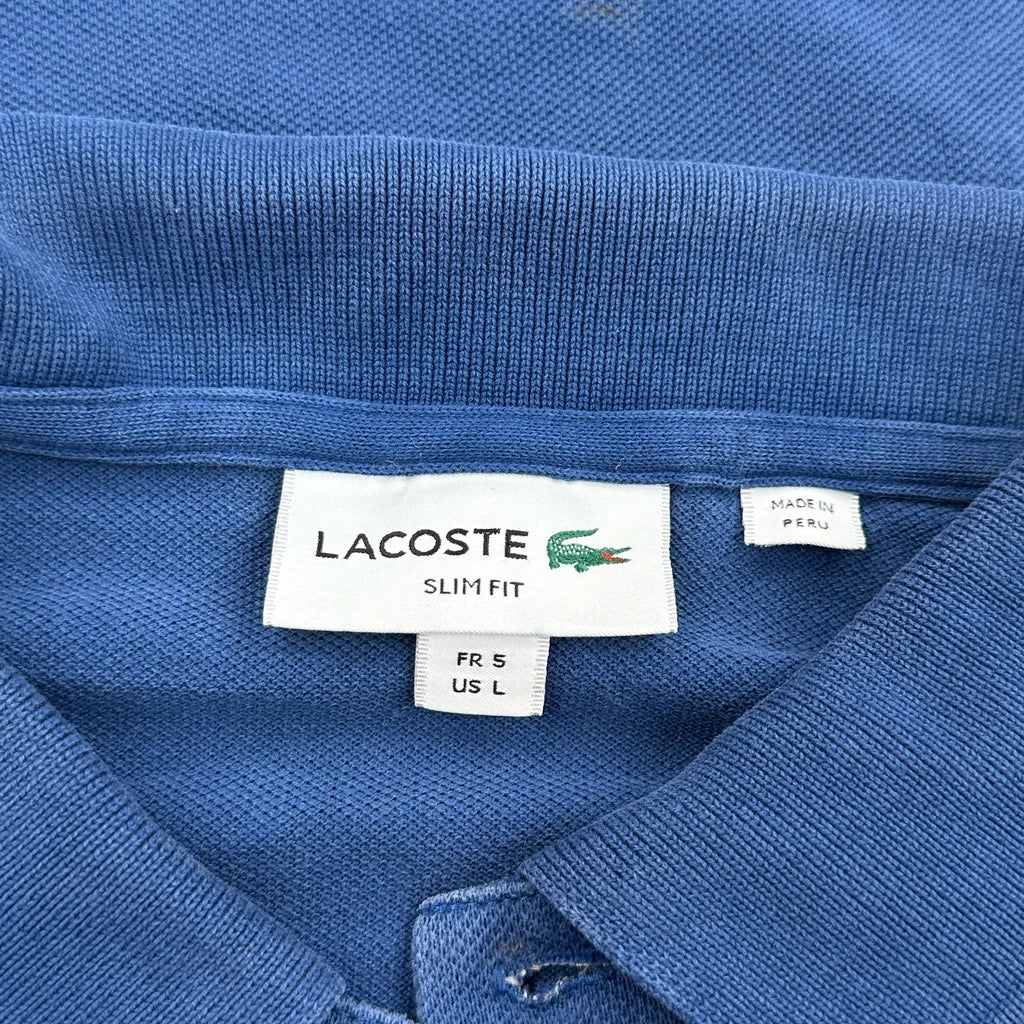 LACOSTE
SLIM FIT
FR 5
US L
MADE IN
PERU